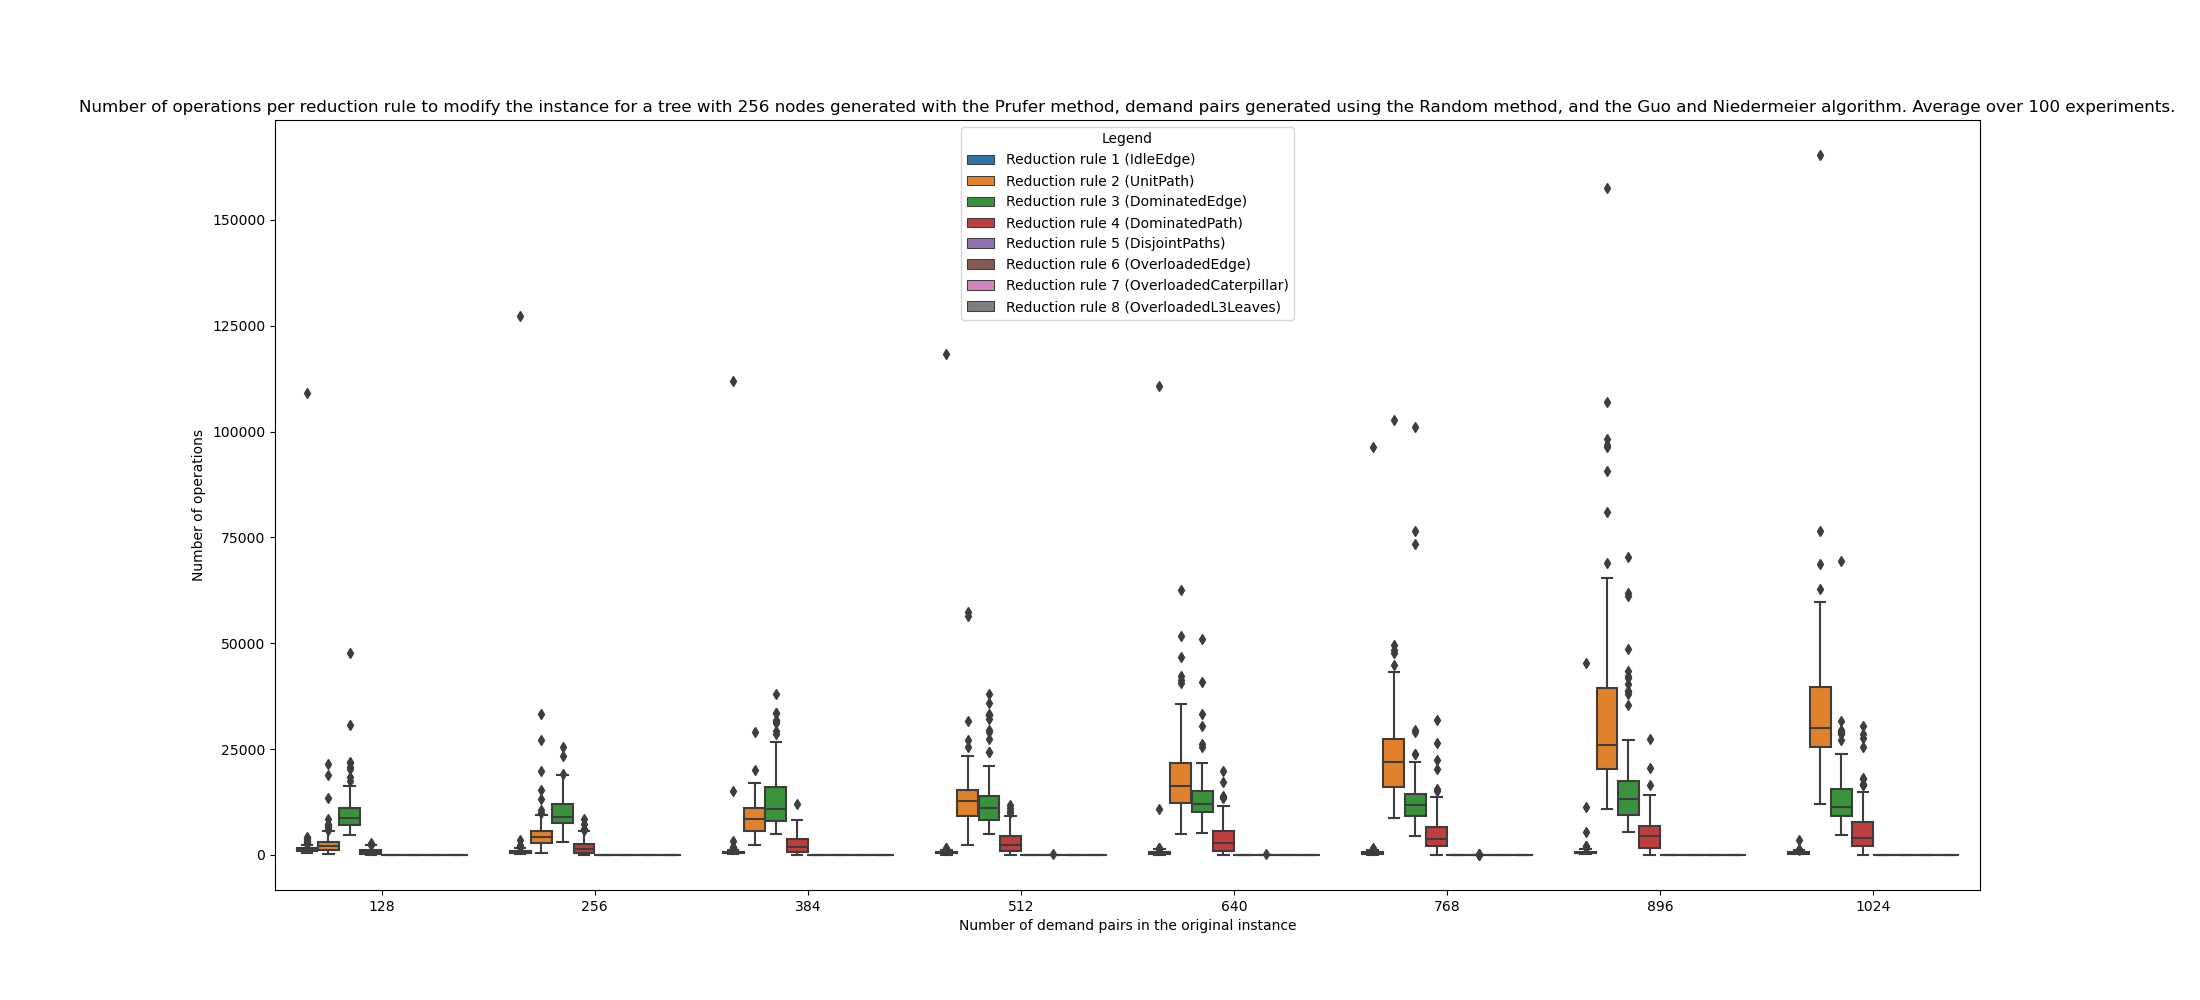 Number of operations per reduction rule to modify the instance for a tree with 256 nodes generated with the Prufer method, demand pairs generated using the Random method, and the Guo and Niedermeier algorithm. Average over 100 experiments.
Legend
Reduction rule 1 (IdleEdge)
Reduction rule 2 (UnitPath)
Reduction rule 3 (DominatedEdge)
Reduction rule 4 (DominatedPath)
Reduction rule 5 (DisjointPaths)
Reduction rule 6 (OverloadedEdge)
Reduction rule 7 (OverloadedCaterpillar)
Reduction rule 8 (OverloadedL3Leaves)
Number of operations
150000
125000
100000
75000
50000
25000
0
128 256 384 512 640 768 896 1024
Number of demand pairs in the original instance